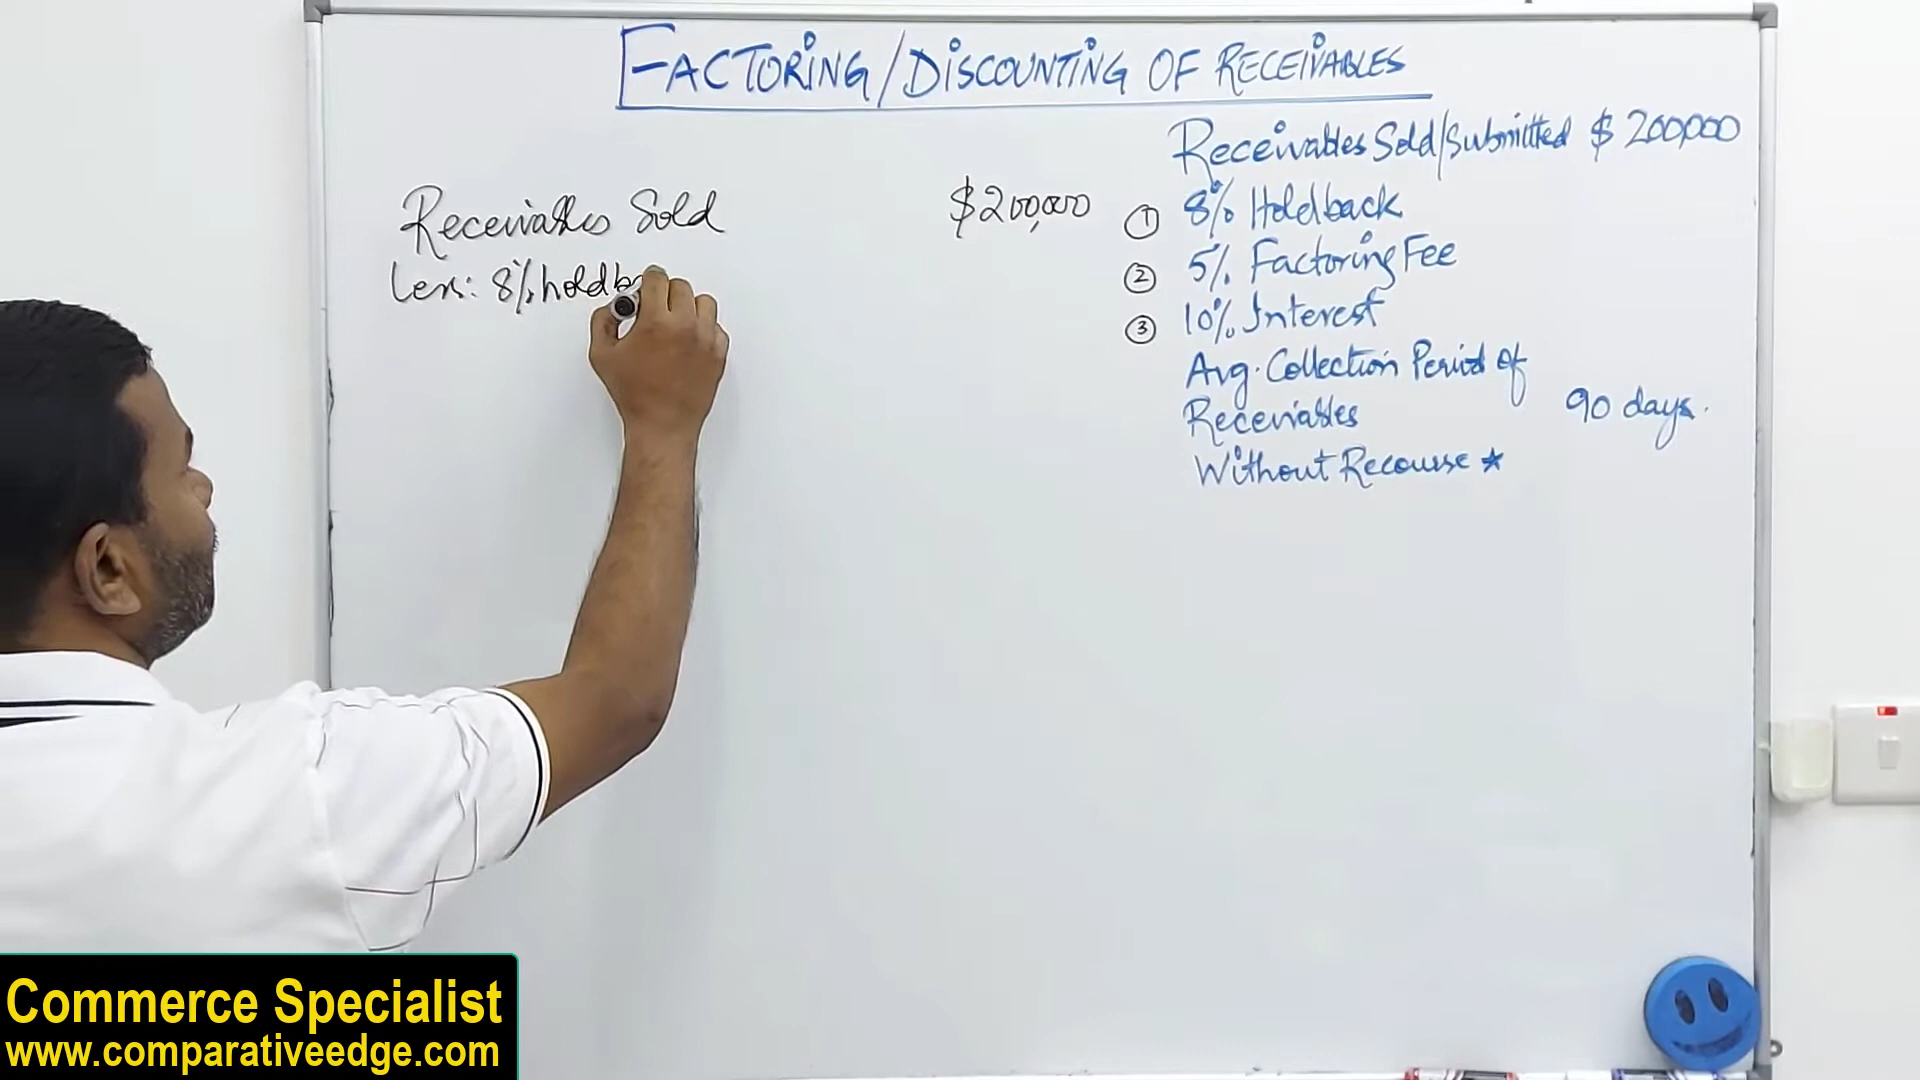 FACTORING/DISCOUNTING OF RECEIVABLES
Receivables Sold/Submitted $ 200,000
Receivables Sold $200,000
① 8% Holdback
Less: 8% holdb
② 5% Factoring Fee
③ 10% Interest
Avg. Collection Period of
Receivables 90 days.
Without Recourse *
Commerce Specialist
www.comparativeedge.com